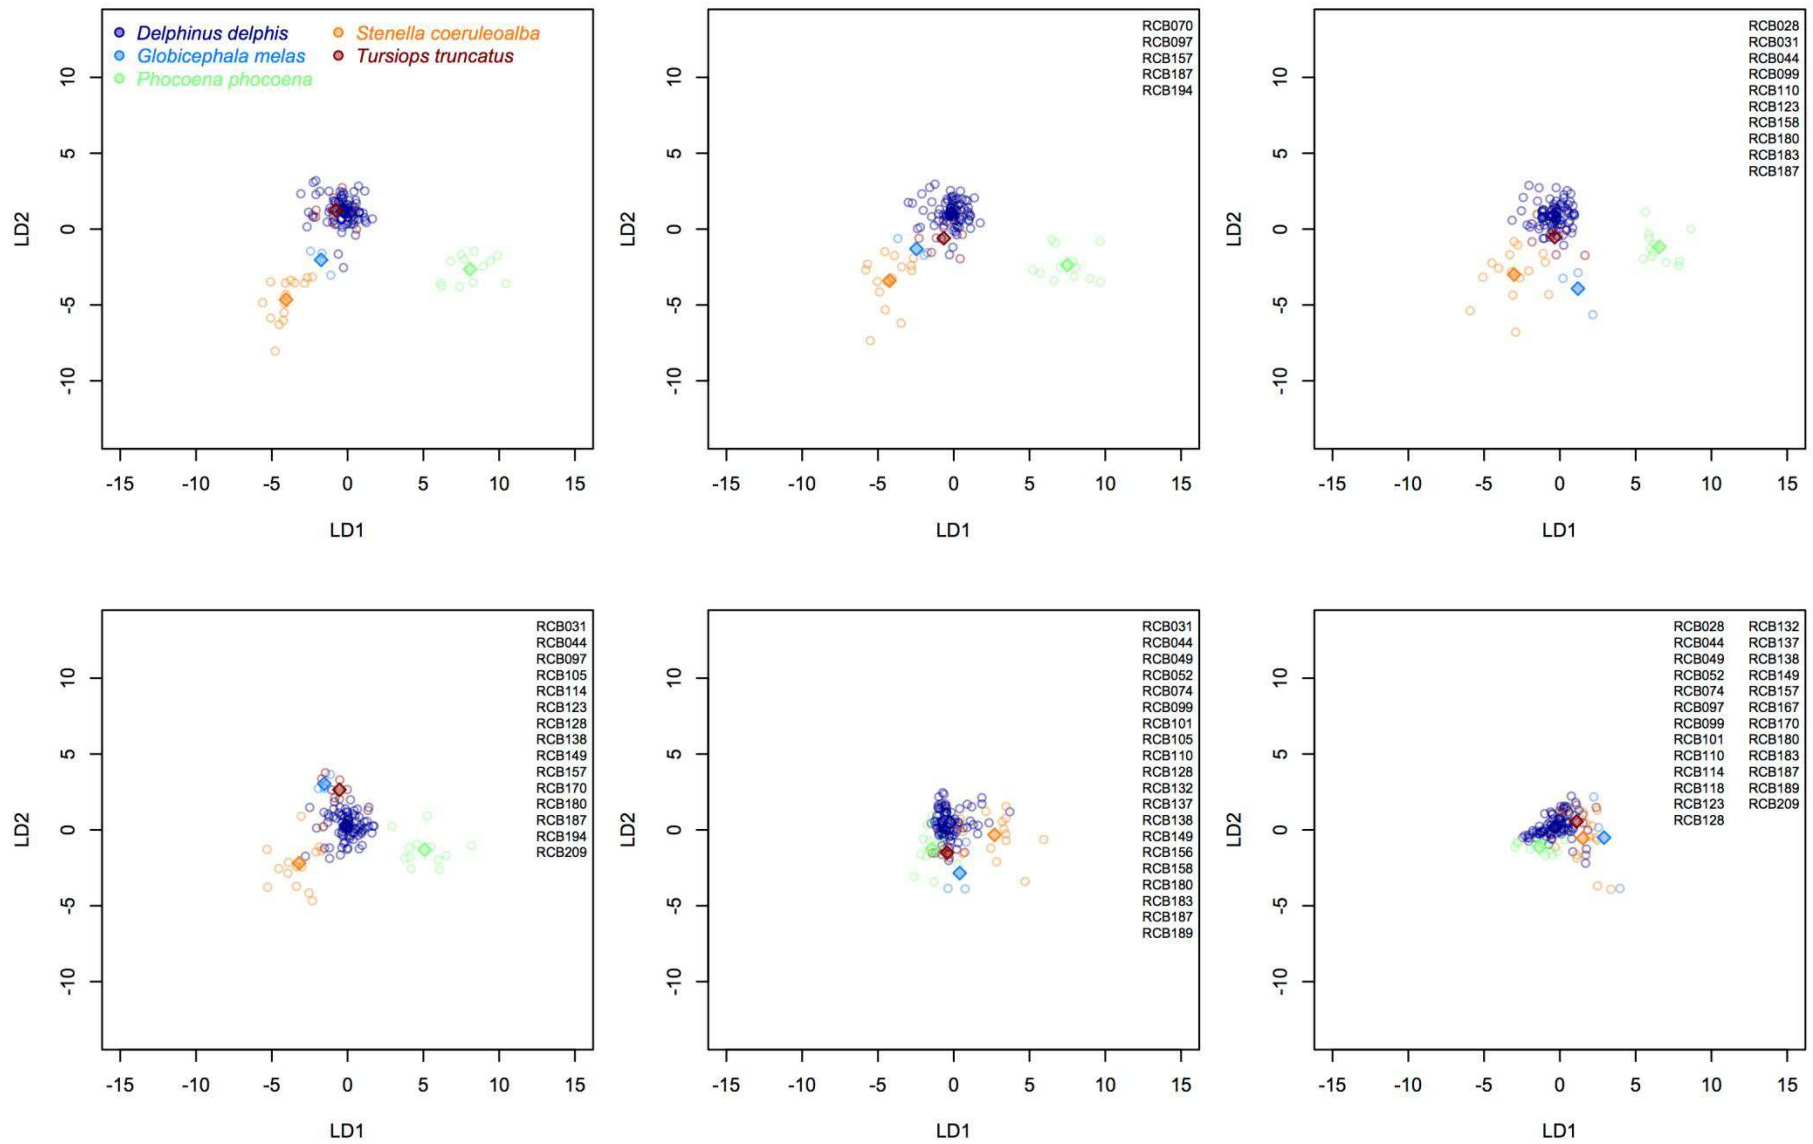 Delphinus delphis
Globicephala melas
Phocoena phocoena
Stenella coeruleoalba
Tursiops truncatus
10
5
0
-5
-10
LD2
-15 -10 -5 0 5 10 15
LD1
RCB070
RCB097
RCB157
RCB187
RCB194
10
5
0
-5
-10
LD2
-15 -10 -5 0 5 10 15
LD1
RCB028
RCB031
RCB044
RCB099
RCB110
RCB123
RCB158
RCB180
RCB183
RCB187
10
5
0
-5
-10
LD2
-15 -10 -5 0 5 10 15
LD1
RCB031
RCB044
RCB097
RCB105
RCB114
RCB123
RCB128
RCB138
RCB149
RCB157
RCB170
RCB180
RCB187
RCB194
RCB209
10
5
0
-5
-10
LD2
-15 -10 -5 0 5 10 15
LD1
RCB031
RCB044
RCB049
RCB052
RCB074
RCB099
RCB101
RCB105
RCB110
RCB128
RCB132
RCB137
RCB138
RCB149
RCB156
RCB158
RCB180
RCB183
RCB187
RCB189
10
5
0
-5
-10
LD2
-15 -10 -5 0 5 10 15
LD1
RCB028
RCB044
RCB049
RCB052
RCB074
RCB097
RCB099
RCB101
RCB110
RCB114
RCB118
RCB123
RCB128
RCB132
RCB137
RCB138
RCB149
RCB157
RCB167
RCB170
RCB180
RCB183
RCB187
RCB189
RCB209
10
5
0
-5
-10
LD2
-15 -10 -5 0 5 10 15
LD1